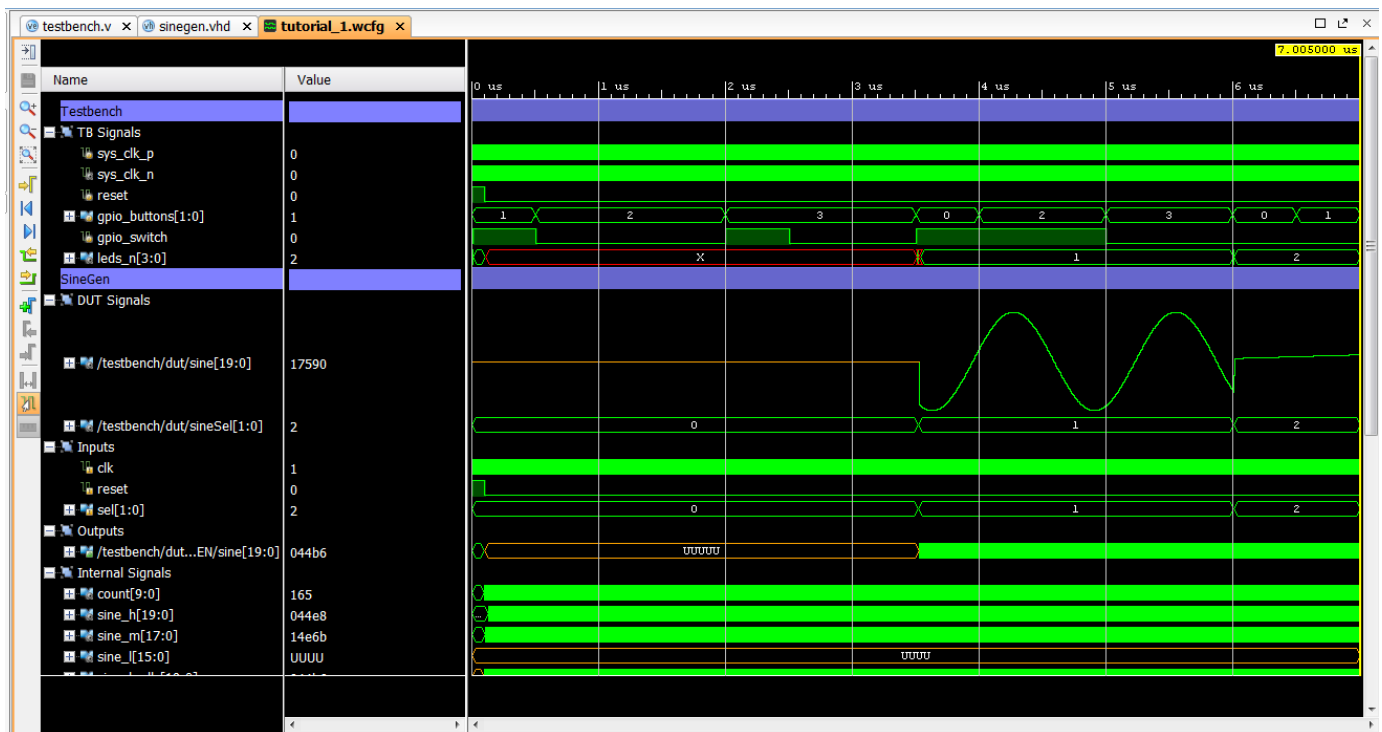 testbench.v × sinegen.vhd × tutorial_1.wcfg ×
7.005000 us
Name Value
0 us 1 us 2 us 3 us 4 us 5 us 6 us
Testbench
TB Signals
sys_clk_p 0
sys_clk_n 0
reset 0
gpio_buttons[1:0] 1 1 2 3 0 2 3 0 1
gpio_switch 0
leds_n[3:0] 2 X 1 2
SineGen
DUT Signals
/testbench/dut/sine[19:0] 17590
/testbench/dut/sineSel[1:0] 2 0 1 2
Inputs
clk 1
reset 0
sel[1:0] 2 0 1 2
Outputs
/testbench/dut...EN/sine[19:0] 044b6 UUUUU
Internal Signals
count[9:0] 165
sine_h[19:0] 044e8 ...
sine_m[17:0] 14e6b
sine_l[15:0] UUUU UUUU